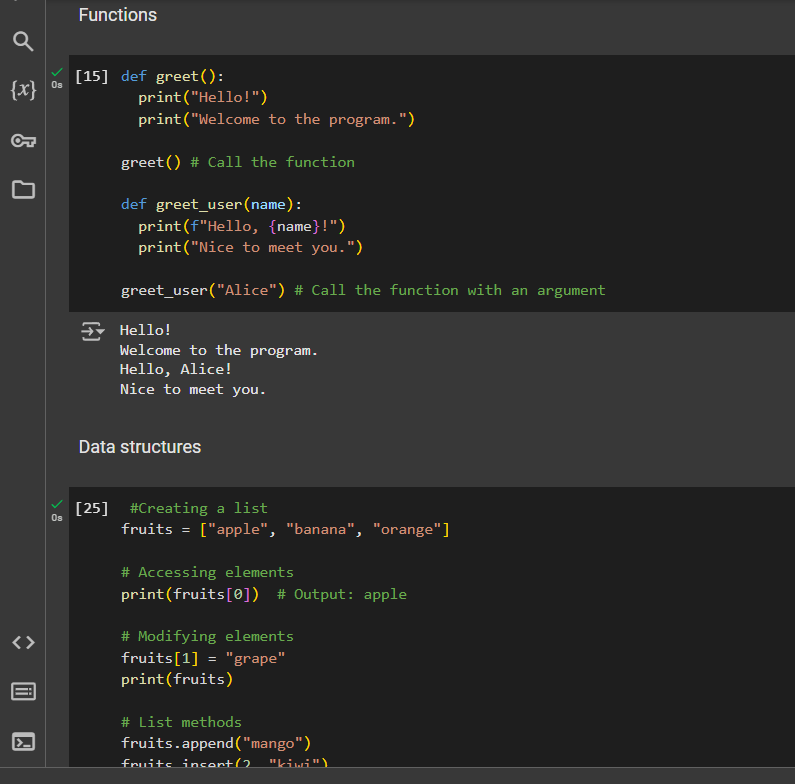 Functions
[15] def greet():
  print("Hello!")
  print("Welcome to the program.")
greet() # Call the function
def greet_user(name):
  print(f"Hello, {name}!")
  print("Nice to meet you.")
greet_user("Alice") # Call the function with an argument
0s
Hello!
Welcome to the program.
Hello, Alice!
Nice to meet you.
Data structures
[25]  #Creating a list
fruits = ["apple", "banana", "orange"]
0s
# Accessing elements
print(fruits[0])  # Output: apple
# Modifying elements
fruits[1] = "grape"
print(fruits)
# List methods
fruits.append("mango")
fruits.insert(2, "kiwi")
{x}